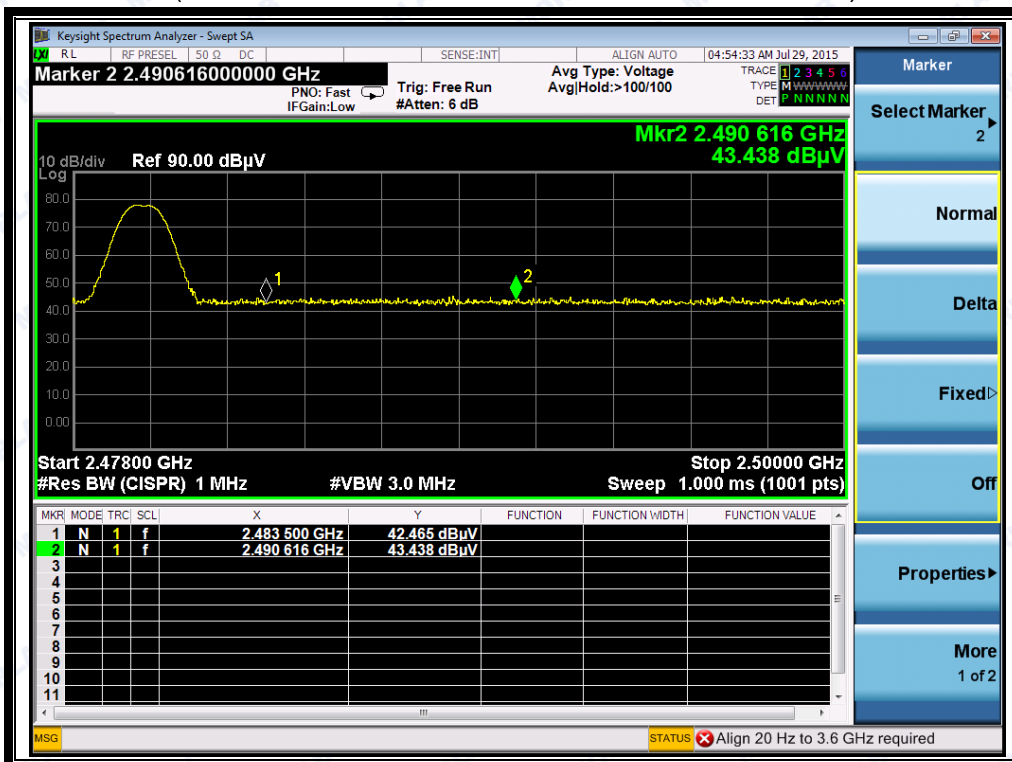 Keysight Spectrum Analyzer - Swept SA
LXI RL RF PRESEL 50 Ω DC SENSE:INT ALIGN AUTO 04:54:33 AM Jul 29, 2015
Marker 2 2.490616000000 GHz
PNO: Fast
IFGain:Low
Trig: Free Run
#Atten: 6 dB
Avg Type: Voltage
Avg|Hold:>100/100
TRACE 1 2 3 4 5 6
TYPE M WWWWW
DET P N N N N N
Mkr2 2.490 616 GHz
43.438 dBµV
10 dB/div Ref 90.00 dBµV
Log
80.0
70.0
60.0
50.0
40.0
30.0
20.0
10.0
0.00
1
2
Start 2.47800 GHz Stop 2.50000 GHz
#Res BW (CISPR) 1 MHz #VBW 3.0 MHz Sweep 1.000 ms (1001 pts)
MKR MODE TRC SCL X Y FUNCTION FUNCTION WIDTH FUNCTION VALUE
1 N 1 f 2.483 500 GHz 42.465 dBµV
2 N 1 f 2.490 616 GHz 43.438 dBµV
3
4
5
6
7
8
9
10
11
MSG STATUS Align 20 Hz to 3.6 GHz required
Marker
Select Marker
2
Normal
Delta
Fixed
Off
Properties
More
1 of 2